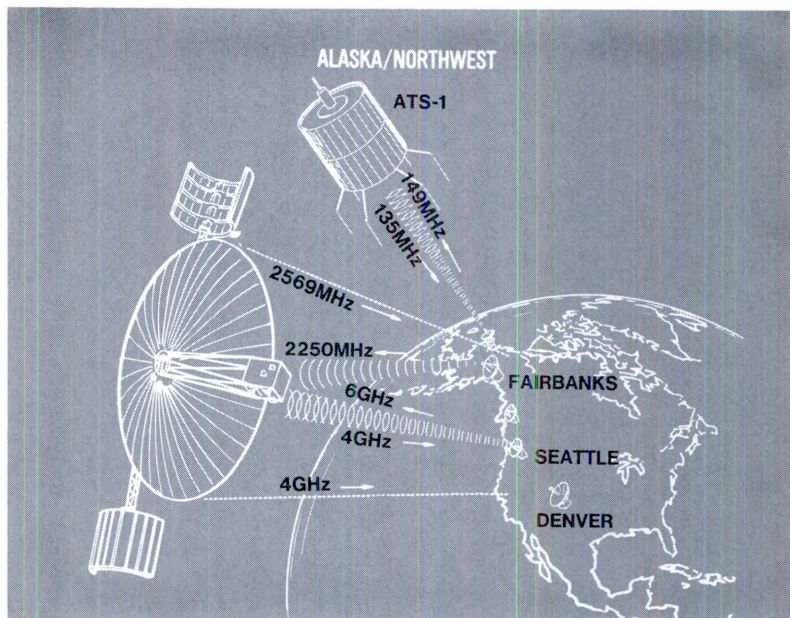 ALASKA/NORTHWEST
ATS-1
149MHz
135MHz
2569MHz
2250MHz
6GHz
4GHz
4GHz
FAIRBANKS
SEATTLE
DENVER